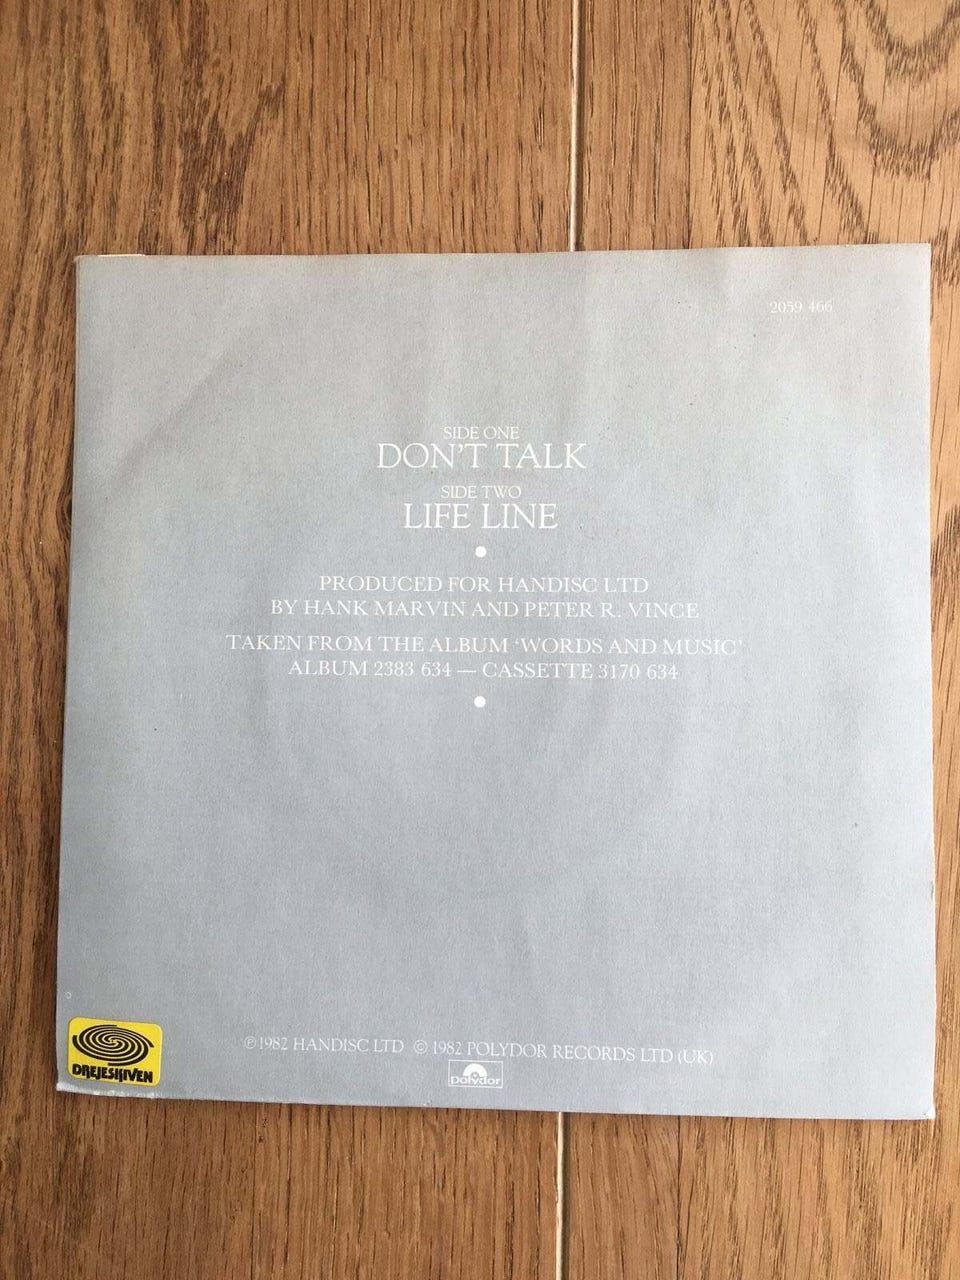 2059 466
SIDE ONE
DON'T TALK
SIDE TWO
LIFE LINE
PRODUCED FOR HANDISC LTD
BY HANK MARVIN AND PETER R. VINCE
TAKEN FROM THE ALBUM ‘WORDS AND MUSIC’
ALBUM 2383 634 — CASSETTE 3170 634
℗ 1982 HANDISC LTD © 1982 POLYDOR RECORDS LTD (UK)
polydor
DREJESKIVEN